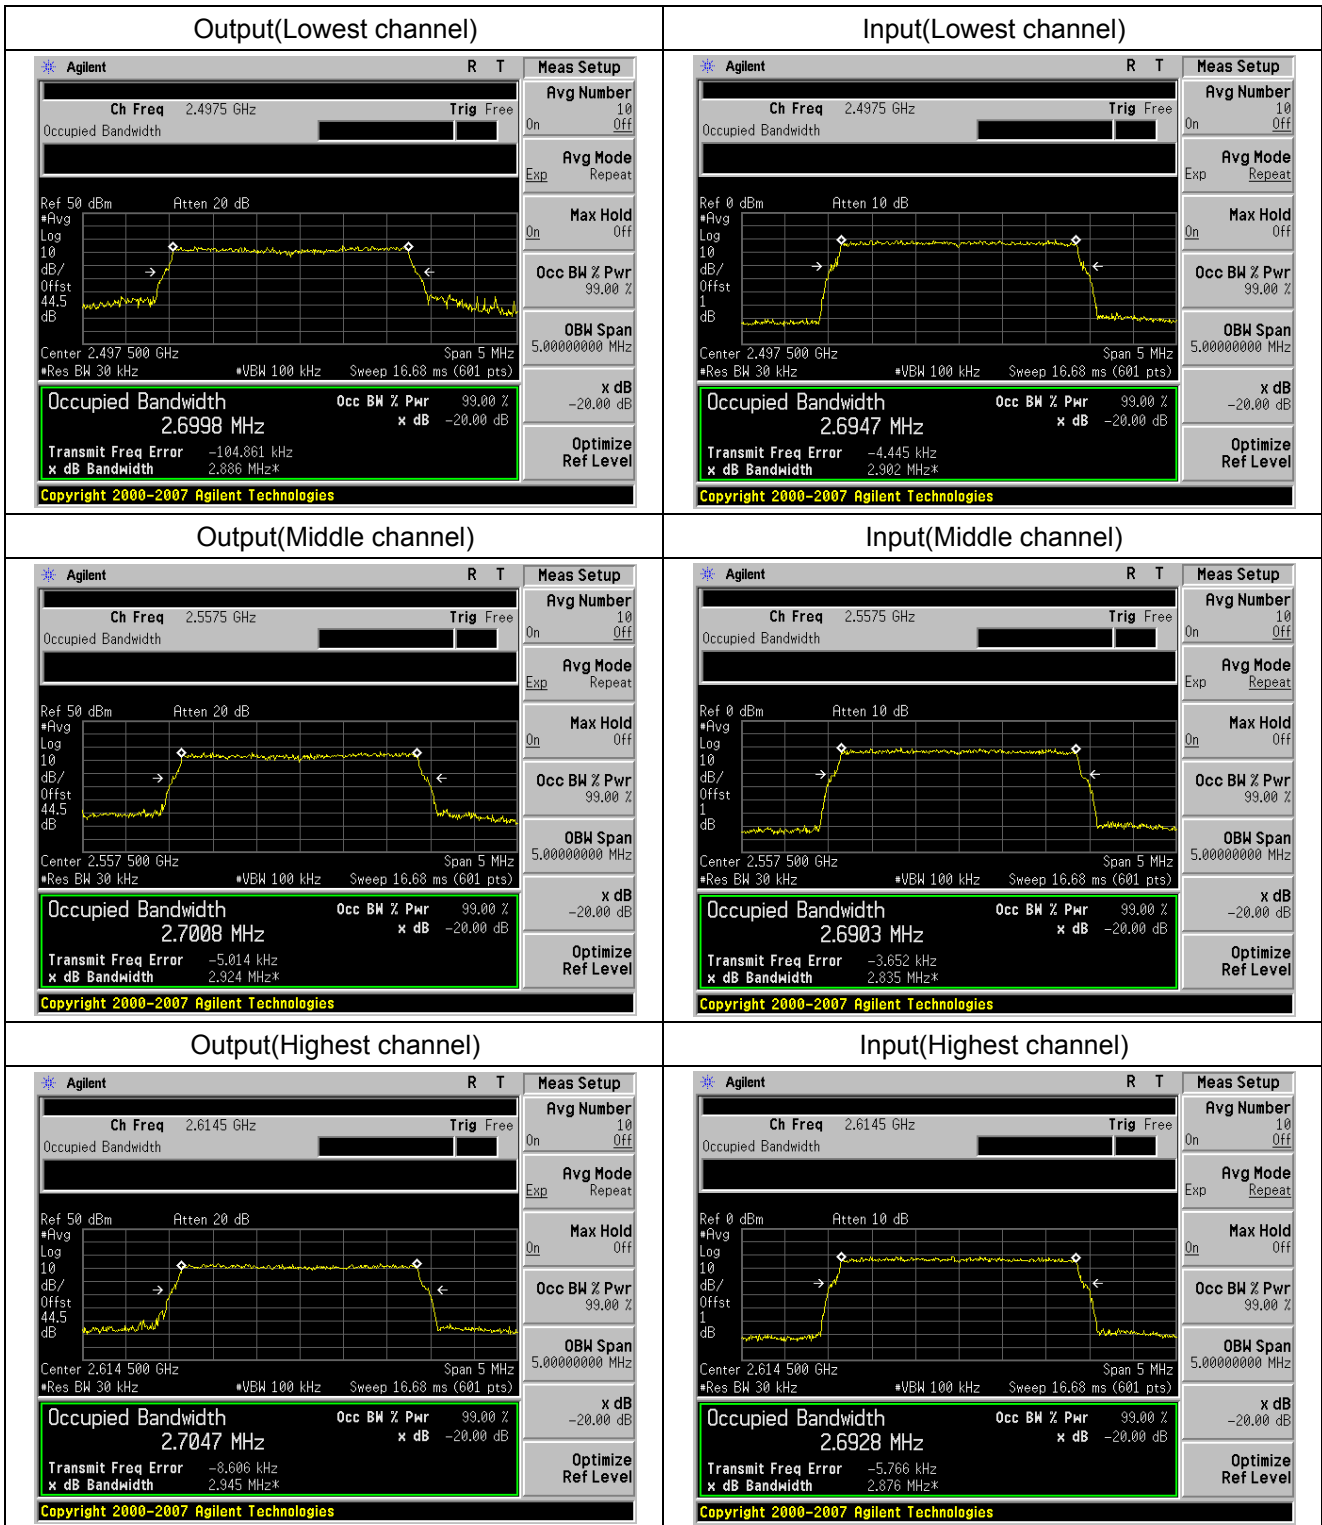 Output(Lowest channel)
Agilent R T Meas Setup
Ch Freq 2.4975 GHz Trig Free
Occupied Bandwidth
Avg Number
10
On Off
Avg Mode
Exp Repeat
Ref 50 dBm Atten 20 dB
#Avg
Log
10
dB/
Offst
44.5
dB
Max Hold
On Off
Occ BW % Pwr
99.00 %
OBW Span
5.00000000 MHz
Center 2.497 500 GHz Span 5 MHz
#Res BW 30 kHz #VBW 100 kHz Sweep 16.68 ms (601 pts)
x dB
-20.00 dB
Optimize
Ref Level
Occupied Bandwidth Occ BW % Pwr 99.00 %
2.6998 MHz x dB -20.00 dB
Transmit Freq Error -104.861 kHz
x dB Bandwidth 2.886 MHz*
Copyright 2000-2007 Agilent Technologies
Input(Lowest channel)
Agilent R T Meas Setup
Ch Freq 2.4975 GHz Trig Free
Occupied Bandwidth
Avg Number
10
On Off
Avg Mode
Exp Repeat
Ref 0 dBm Atten 10 dB
#Avg
Log
10
dB/
Offst
1
dB
Max Hold
On Off
Occ BW % Pwr
99.00 %
OBW Span
5.00000000 MHz
Center 2.497 500 GHz Span 5 MHz
#Res BW 30 kHz #VBW 100 kHz Sweep 16.68 ms (601 pts)
x dB
-20.00 dB
Optimize
Ref Level
Occupied Bandwidth Occ BW % Pwr 99.00 %
2.6947 MHz x dB -20.00 dB
Transmit Freq Error -4.445 kHz
x dB Bandwidth 2.902 MHz*
Copyright 2000-2007 Agilent Technologies
Output(Middle channel)
Agilent R T Meas Setup
Ch Freq 2.5575 GHz Trig Free
Occupied Bandwidth
Avg Number
10
On Off
Avg Mode
Exp Repeat
Ref 50 dBm Atten 20 dB
#Avg
Log
10
dB/
Offst
44.5
dB
Max Hold
On Off
Occ BW % Pwr
99.00 %
OBW Span
5.00000000 MHz
Center 2.557 500 GHz Span 5 MHz
#Res BW 30 kHz #VBW 100 kHz Sweep 16.68 ms (601 pts)
x dB
-20.00 dB
Optimize
Ref Level
Occupied Bandwidth Occ BW % Pwr 99.00 %
2.7008 MHz x dB -20.00 dB
Transmit Freq Error -5.014 kHz
x dB Bandwidth 2.924 MHz*
Copyright 2000-2007 Agilent Technologies
Input(Middle channel)
Agilent R T Meas Setup
Ch Freq 2.5575 GHz Trig Free
Occupied Bandwidth
Avg Number
10
On Off
Avg Mode
Exp Repeat
Ref 0 dBm Atten 10 dB
#Avg
Log
10
dB/
Offst
1
dB
Max Hold
On Off
Occ BW % Pwr
99.00 %
OBW Span
5.00000000 MHz
Center 2.557 500 GHz Span 5 MHz
#Res BW 30 kHz #VBW 100 kHz Sweep 16.68 ms (601 pts)
x dB
-20.00 dB
Optimize
Ref Level
Occupied Bandwidth Occ BW % Pwr 99.00 %
2.6903 MHz x dB -20.00 dB
Transmit Freq Error -3.652 kHz
x dB Bandwidth 2.835 MHz*
Copyright 2000-2007 Agilent Technologies
Output(Highest channel)
Agilent R T Meas Setup
Ch Freq 2.6145 GHz Trig Free
Occupied Bandwidth
Avg Number
10
On Off
Avg Mode
Exp Repeat
Ref 50 dBm Atten 20 dB
#Avg
Log
10
dB/
Offst
44.5
dB
Max Hold
On Off
Occ BW % Pwr
99.00 %
OBW Span
5.00000000 MHz
Center 2.614 500 GHz Span 5 MHz
#Res BW 30 kHz #VBW 100 kHz Sweep 16.68 ms (601 pts)
x dB
-20.00 dB
Optimize
Ref Level
Occupied Bandwidth Occ BW % Pwr 99.00 %
2.7047 MHz x dB -20.00 dB
Transmit Freq Error -8.606 kHz
x dB Bandwidth 2.945 MHz*
Copyright 2000-2007 Agilent Technologies
Input(Highest channel)
Agilent R T Meas Setup
Ch Freq 2.6145 GHz Trig Free
Occupied Bandwidth
Avg Number
10
On Off
Avg Mode
Exp Repeat
Ref 0 dBm Atten 10 dB
#Avg
Log
10
dB/
Offst
1
dB
Max Hold
On Off
Occ BW % Pwr
99.00 %
OBW Span
5.00000000 MHz
Center 2.614 500 GHz Span 5 MHz
#Res BW 30 kHz #VBW 100 kHz Sweep 16.68 ms (601 pts)
x dB
-20.00 dB
Optimize
Ref Level
Occupied Bandwidth Occ BW % Pwr 99.00 %
2.6928 MHz x dB -20.00 dB
Transmit Freq Error -5.766 kHz
x dB Bandwidth 2.876 MHz*
Copyright 2000-2007 Agilent Technologies